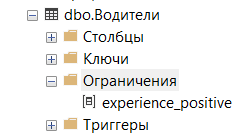 dbo.Водители
Столбцы
Ключи
Ограничения
experience_positive
Триггеры